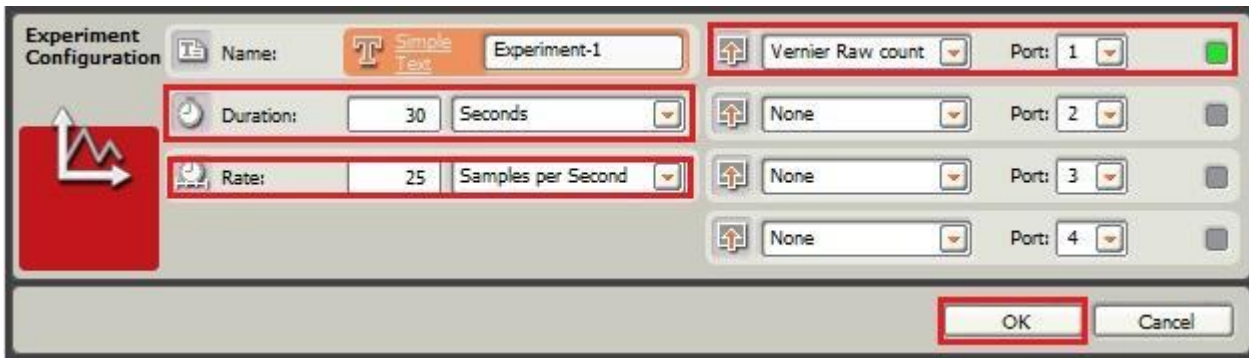 Experiment
Configuration
Name:
Simple
Text
Experiment-1
Duration:
30
Seconds
Rate:
25
Samples per Second
Vernier Raw count
Port:
1
None
Port:
2
None
Port:
3
None
Port:
4
OK
Cancel